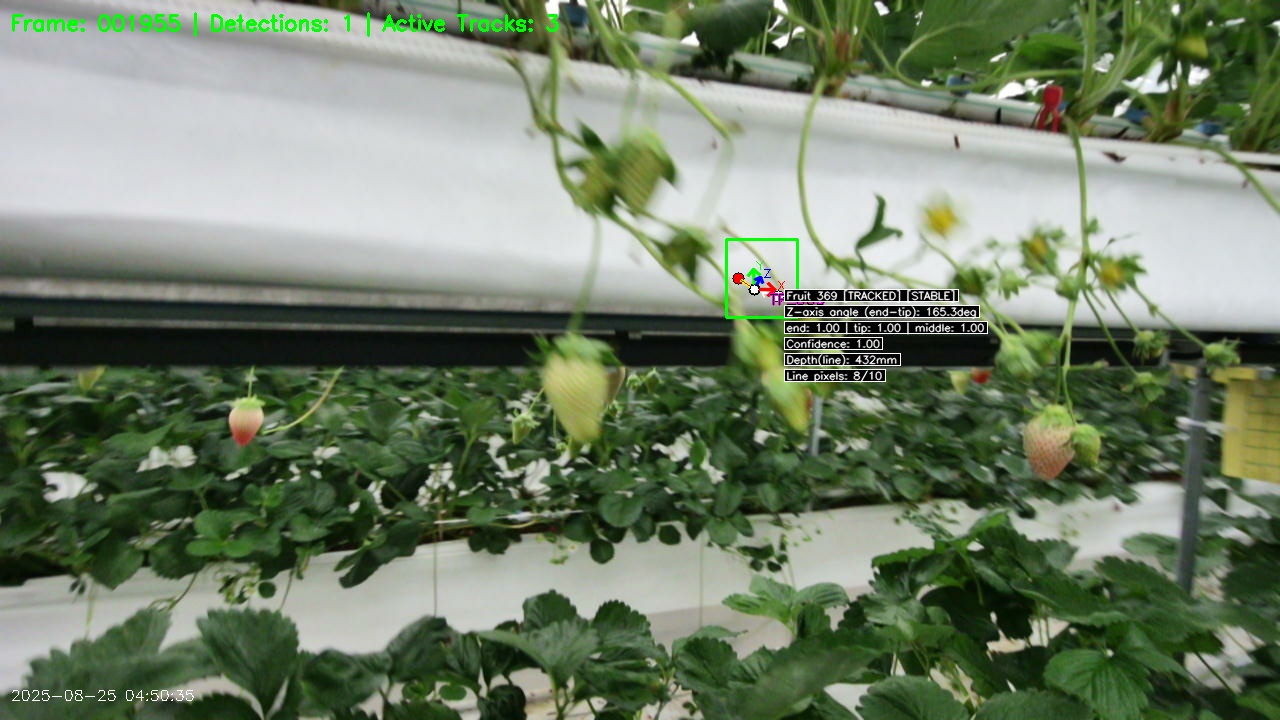 Frame: 001955 | Detections: 1 | Active Tracks: 3
Z
X
Fruit 369 [TRACKED] [STABLE]
Z-axis angle (end-tip): 165.3deg
end: 1.00 | tip: 1.00 | middle: 1.00
Confidence: 1.00
Depth(line): 432mm
Line pixels: 8/10
2025-08-25 04:50:35